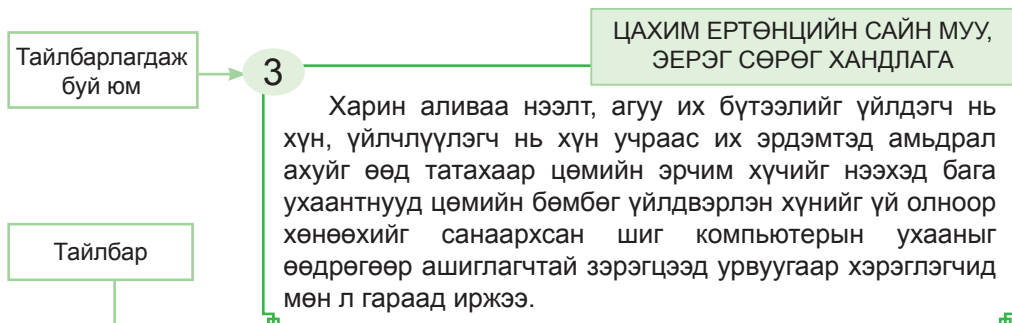 Тайлбарлагдаж
буй юм
3
ЦАХИМ ЕРТӨНЦИЙН САЙН МУУ,
ЭЕРЭГ СӨРӨГ ХАНДЛАГА
Харин аливаа нээлт, агуу их бүтээлийг үйлдэгч нь
хүн, үйлчлүүлэгч нь хүн учраас их эрдэмтэд амьдрал
ахуйг өөд татахаар цөмийн эрчим хүчийг нээхэд бага
ухаантнууд цөмийн бөмбөг үйлдвэрлэн хүнийг үй олноор
хөнөөхийг санаархсан шиг компьютерын ухааныг
өөдрөгөөр ашиглагчтай зэрэгцээд урвуугаар хэрэглэгчид
мөн л гараад иржээ.
Тайлбар